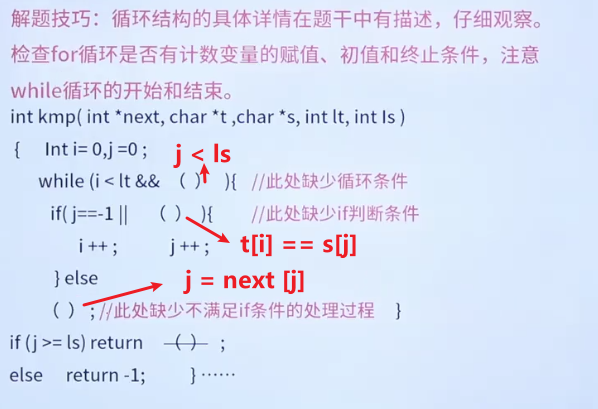 解题技巧：循环结构的具体详情在题干中有描述，仔细观察。
检查for循环是否有计数变量的赋值、初值和终止条件，注意
while循环的开始和结束。
int kmp( int *next, char *t ,char *s, int lt, int ls )
{ Int i= 0,j =0 ;
j < ls
while (i < lt && （ ） ){ //此处缺少循环条件
if( j==-1 || （ ） ){ //此处缺少if判断条件
i ++ ; j ++ ; t[i] == s[j]
} else j = next [j]
（ ） ; //此处缺少不满足if条件的处理过程 }
if (j >= ls) return （ ） ;
else return -1; } ……